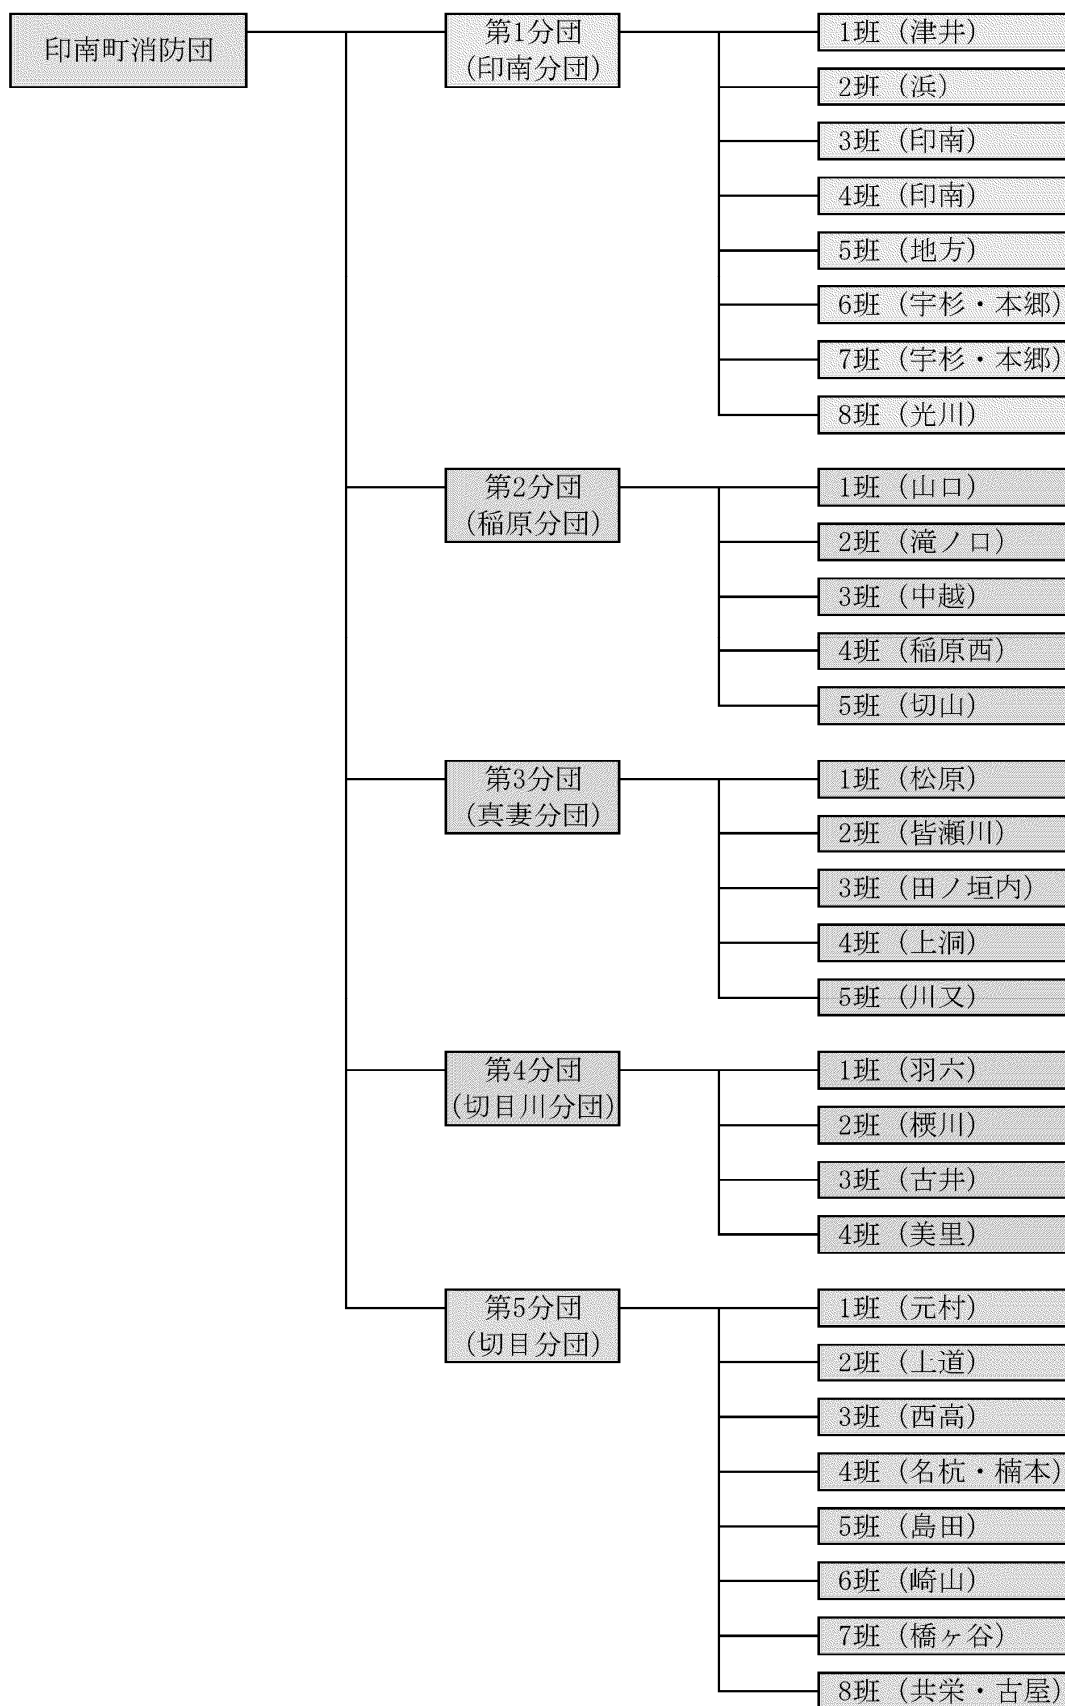 印南町消防団
第1分団
(印南分団)
1班 (津井)
2班 (浜)
3班 (印南)
4班 (印南)
5班 (地方)
6班 (宇杉・本郷)
7班 (宇杉・本郷)
8班 (光川)
第2分団
(稲原分団)
1班 (山口)
2班 (滝ノ口)
3班 (中越)
4班 (稲原西)
5班 (切山)
第3分団
(真妻分団)
1班 (松原)
2班 (皆瀬川)
3班 (田ノ垣内)
4班 (上洞)
5班 (川又)
第4分団
(切目川分団)
1班 (羽六)
2班 (樮川)
3班 (古井)
4班 (美里)
第5分団
(切目分団)
1班 (元村)
2班 (上道)
3班 (西高)
4班 (名杭・楠本)
5班 (島田)
6班 (崎山)
7班 (橋ヶ谷)
8班 (共栄・古屋)